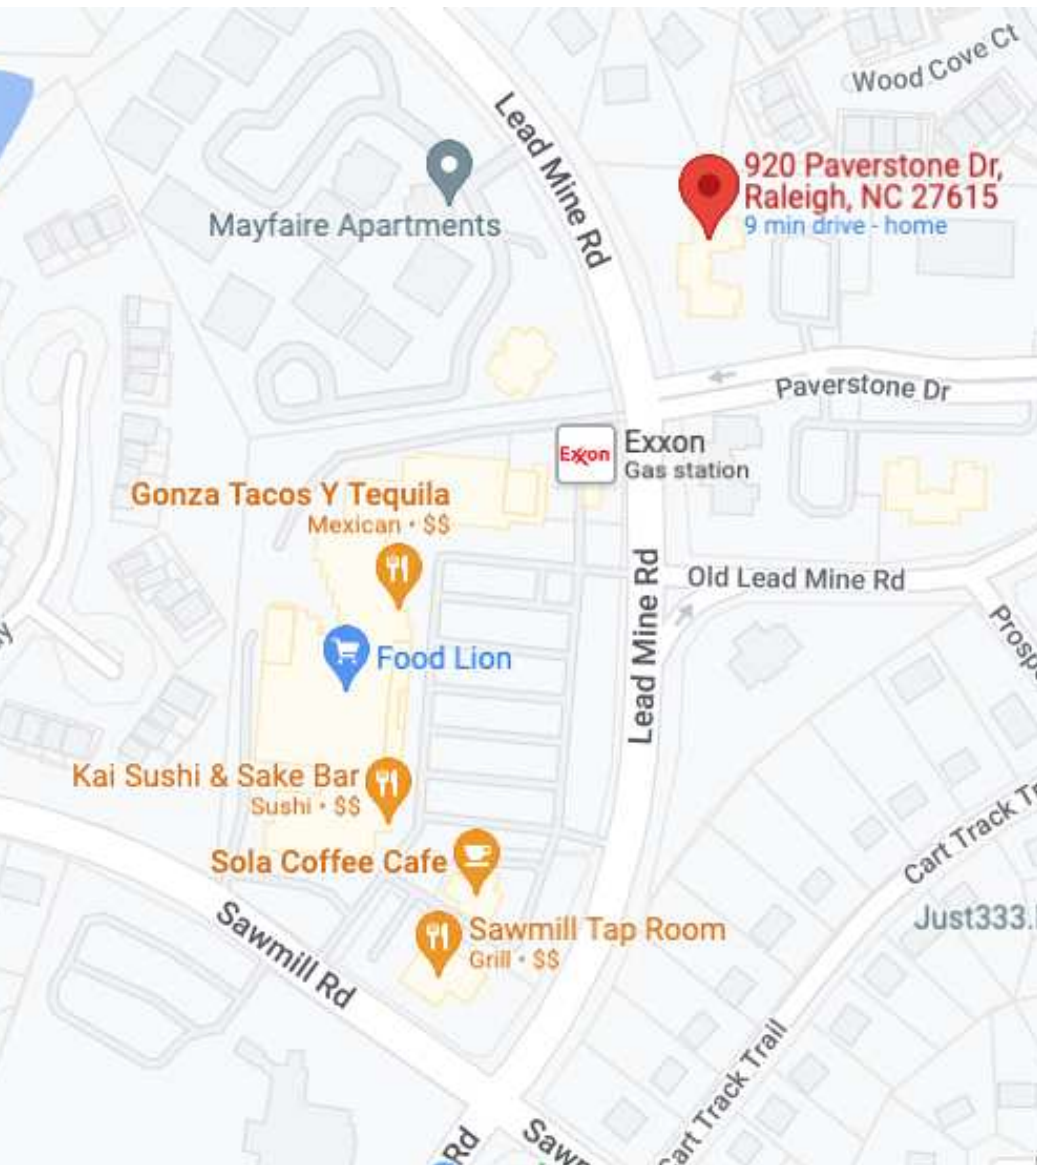 Wood Cove Ct
Lead Mine Rd
920 Paverstone Dr,
Raleigh, NC 27615
9 min drive - home
Mayfaire Apartments
Paverstone Dr
Exxon
Exxon
Gas station
Gonza Tacos Y Tequila
Mexican • $$
Old Lead Mine Rd
Lead Mine Rd
Food Lion
Kai Sushi & Sake Bar
Sushi • $$
Sola Coffee Cafe
Cart Track
Just333.
Sawmill Rd
Sawmill Tap Room
Grill • $$
Cart Track Trail
Rd